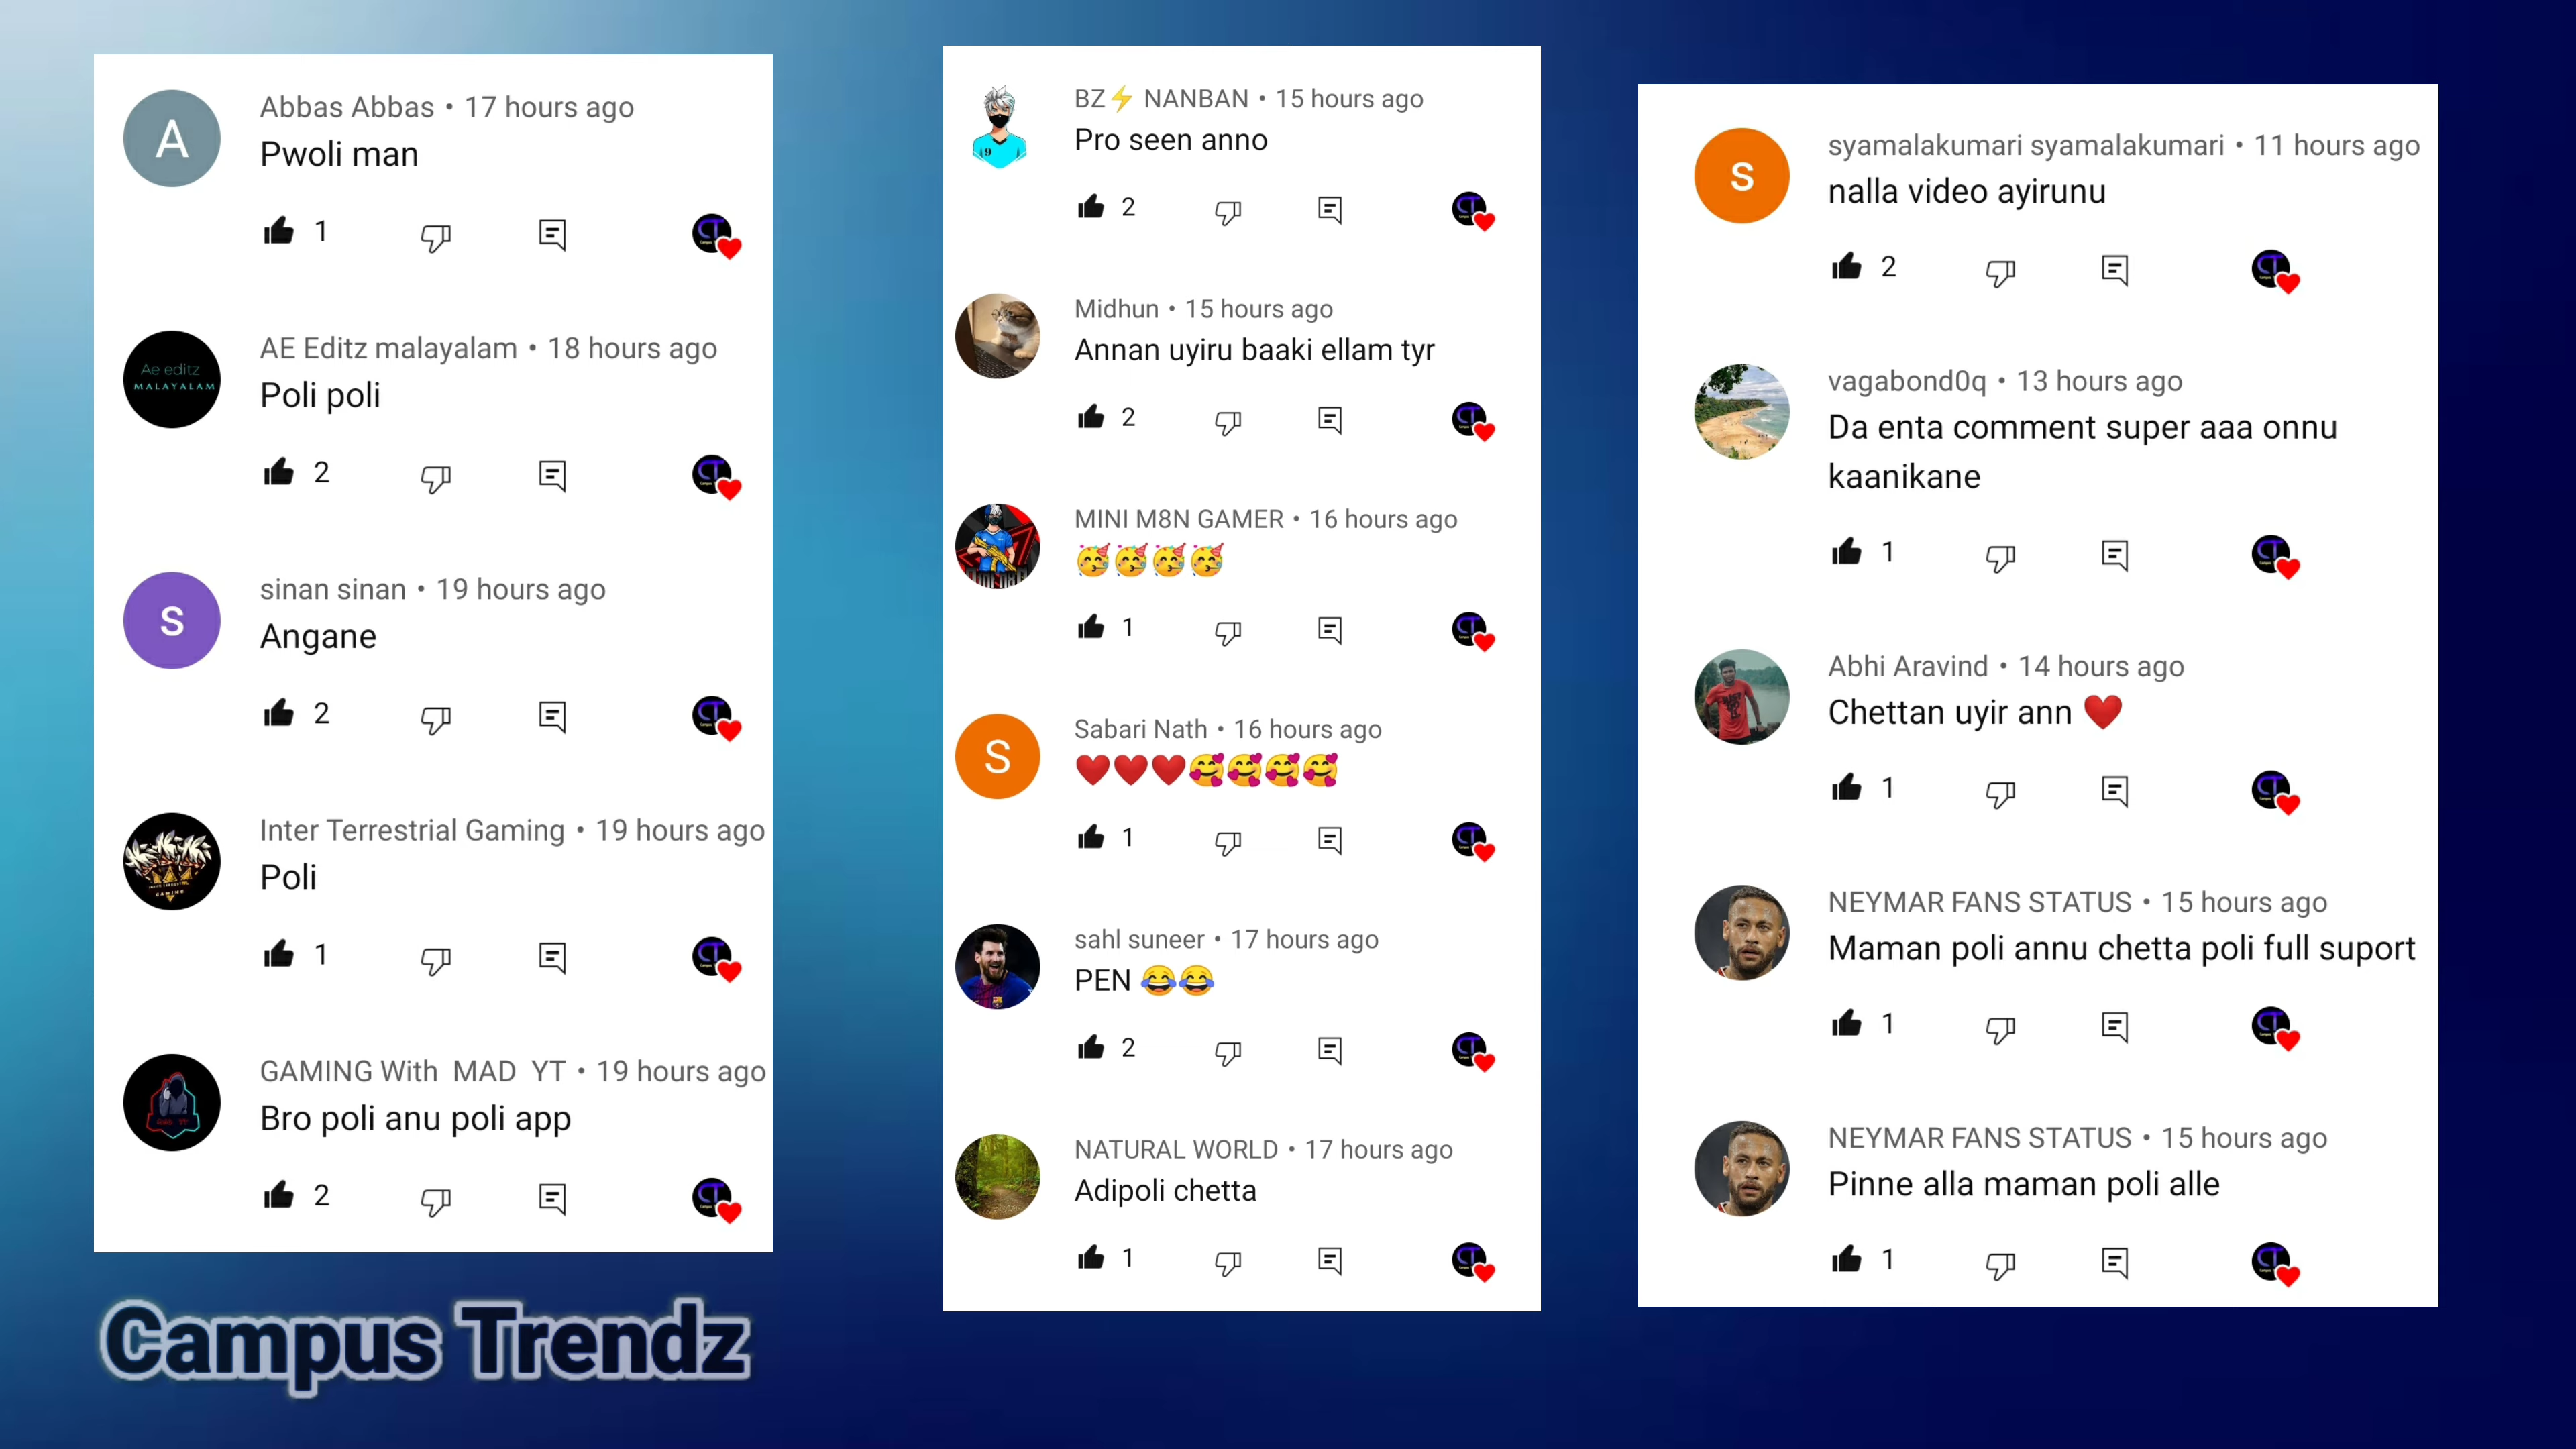 A
Abbas Abbas • 17 hours ago
Pwoli man
1
Ae editz
MALAYALAM
AE Editz malayalam • 18 hours ago
Poli poli
2
s
sinan sinan • 19 hours ago
Angane
2
GAMING
Inter Terrestrial Gaming • 19 hours ago
Poli
1
GAMING With MAD YT • 19 hours ago
Bro poli anu poli app
2
Campus Trendz
9
BZ⚡ NANBAN • 15 hours ago
Pro seen anno
2
Midhun • 15 hours ago
Annan uyiru baaki ellam tyr
2
MINI M8N GAMER • 16 hours ago
🥳🥳🥳🥳
1
S
Sabari Nath • 16 hours ago
❤️❤️❤️🥰🥰🥰🥰
1
sahl suneer • 17 hours ago
PEN 😂😂
2
NATURAL WORLD • 17 hours ago
Adipoli chetta
1
s
syamalakumari syamalakumari • 11 hours ago
nalla video ayirunu
2
vagabond0q • 13 hours ago
Da enta comment super aaa onnu
kaanikane
1
Abhi Aravind • 14 hours ago
Chettan uyir ann ❤️
1
NEYMAR FANS STATUS • 15 hours ago
Maman poli annu chetta poli full suport
1
NEYMAR FANS STATUS • 15 hours ago
Pinne alla maman poli alle
1